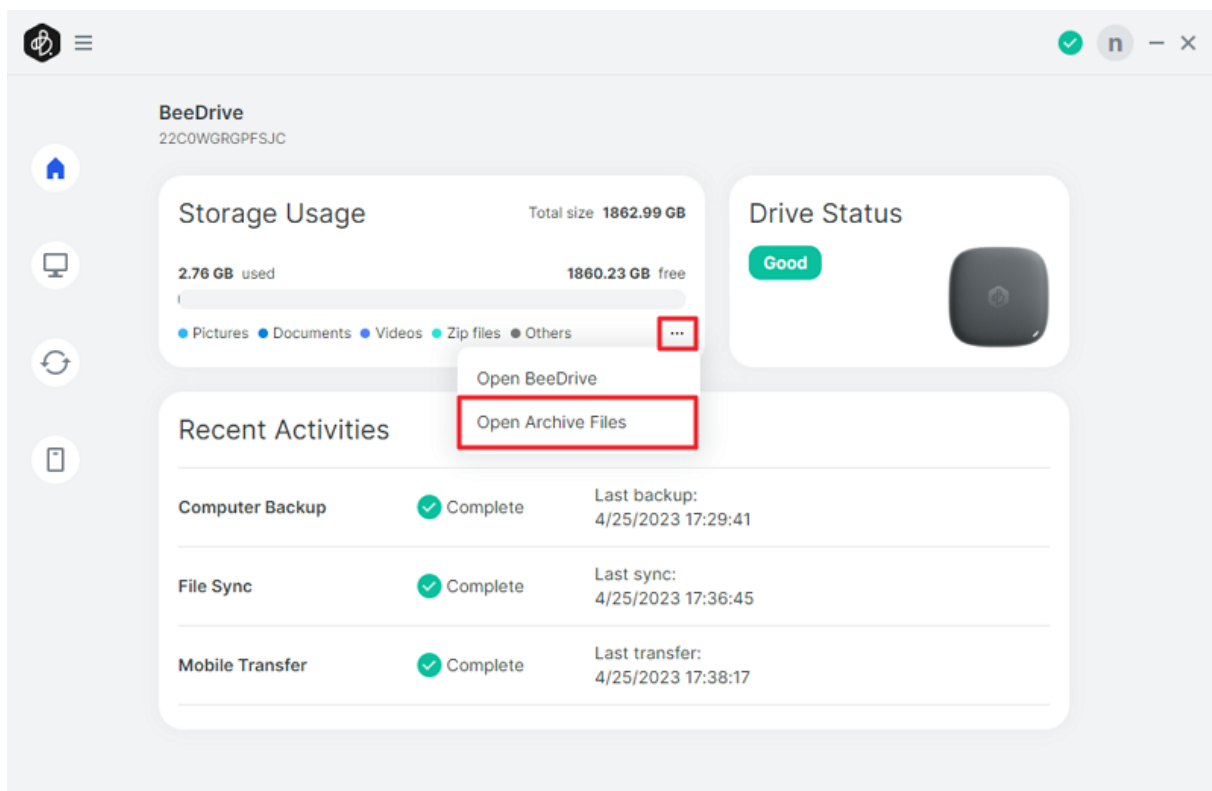 n
BeeDrive
22C0WGRGPFSJC
Storage Usage
Total size 1862.99 GB
2.76 GB used
1860.23 GB free
Pictures Documents Videos Zip files Others
...
Open BeeDrive
Open Archive Files
Drive Status
Good
Recent Activities
Computer Backup
Complete
Last backup:
4/25/2023 17:29:41
File Sync
Complete
Last sync:
4/25/2023 17:36:45
Mobile Transfer
Complete
Last transfer:
4/25/2023 17:38:17